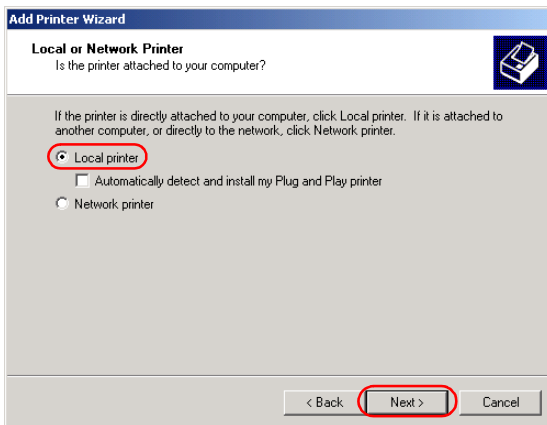 Add Printer Wizard
Local or Network Printer
Is the printer attached to your computer?
If the printer is directly attached to your computer, click Local printer. If it is attached to
another computer, or directly to the network, click Network printer.
Local printer
Automatically detect and install my Plug and Play printer
Network printer
< Back
Next >
Cancel